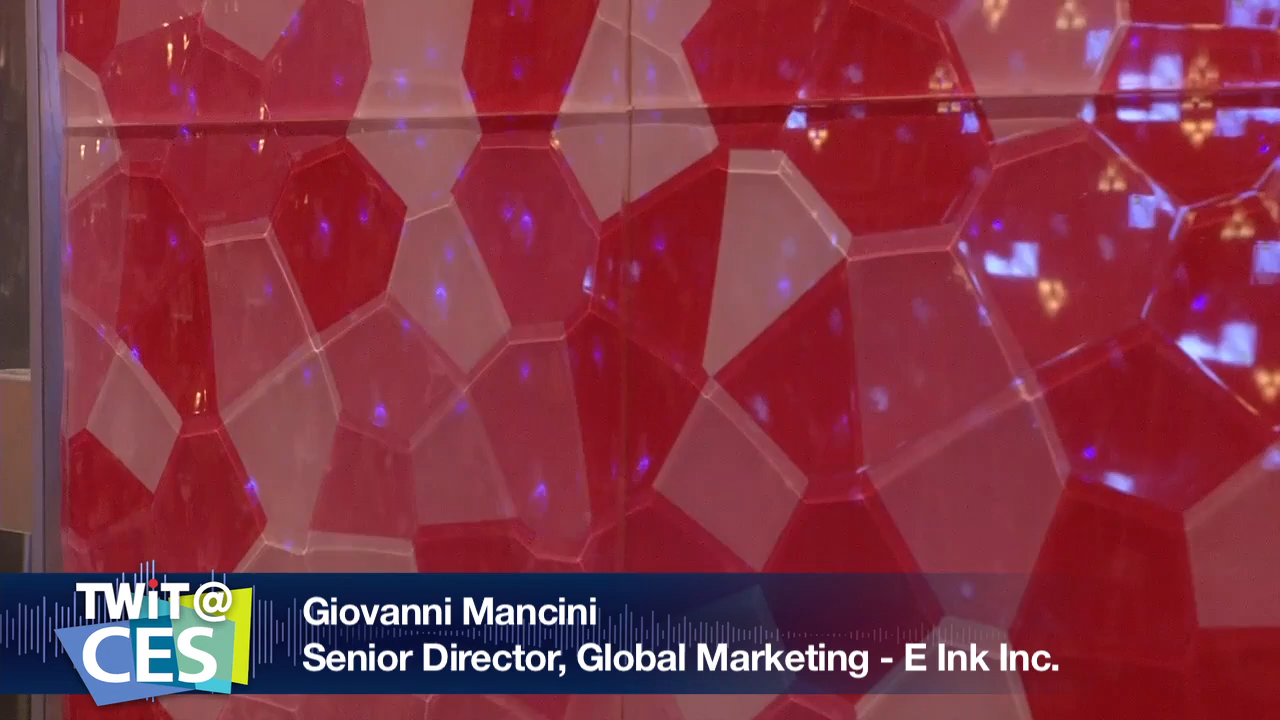 TWiT@
CES
Giovanni Mancini
Senior Director, Global Marketing - E Ink Inc.